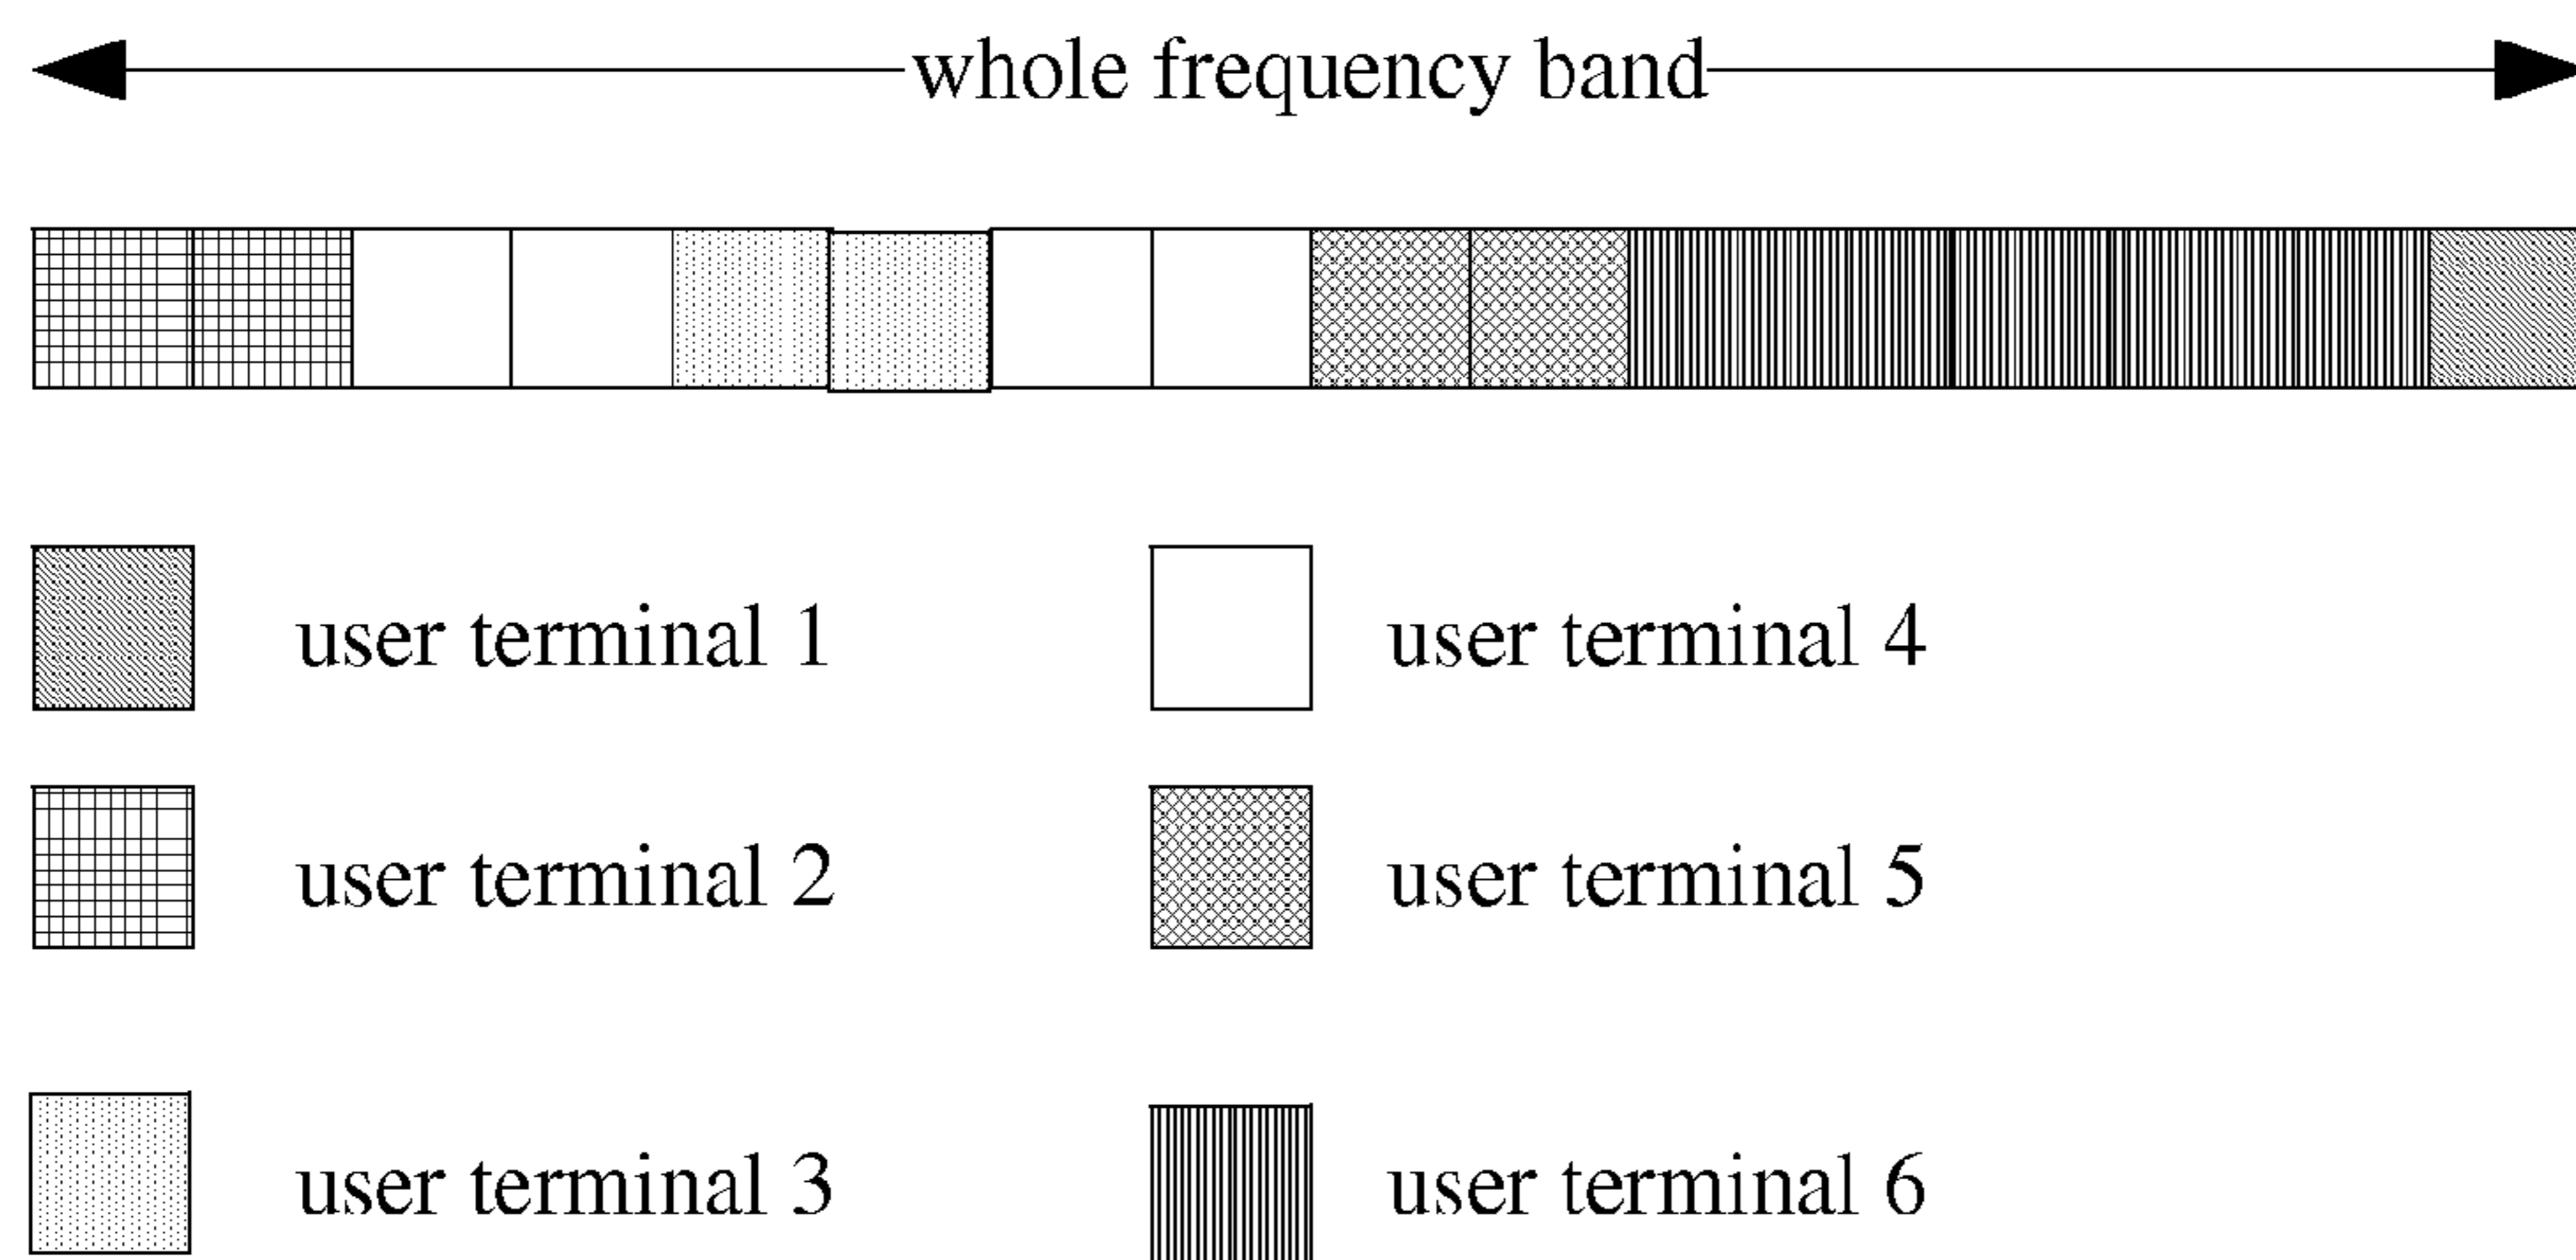 whole frequency band
user terminal 1
user terminal 4
user terminal 2
user terminal 5
user terminal 3
user terminal 6